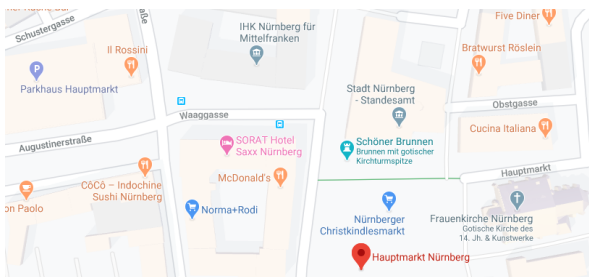 Five Diner
Schustergasse
IHK Nürnberg für
Mittelfranken
Il Rossini
Bratwurst Röslein
Parkhaus Hauptmarkt
Stadt Nürnberg
- Standesamt
Obstgasse
Waaggasse
Cucina Italiana
Augustinerstraße
SORAT Hotel
Saxx Nürnberg
Schöner Brunnen
Brunnen mit gotischer
Kirchturmspitze
Hauptmarkt
McDonald's
CôCô – Indochine
Sushi Nürnberg
on Paolo
Norma+Rodi
Nürnberger
Christkindlesmarkt
Frauenkirche Nürnberg
Gotische Kirche des
14. Jh. & Kunstwerke
Hauptmarkt Nürnberg